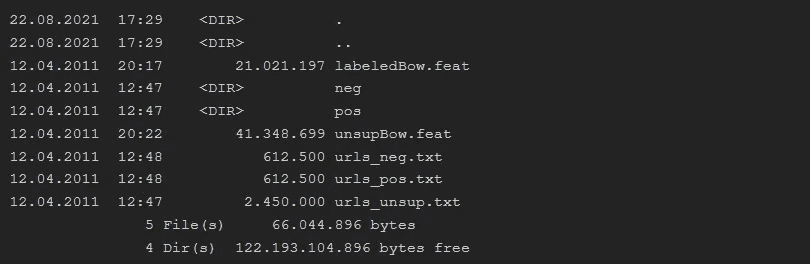 22.08.2021  17:29    <DIR>          .
22.08.2021  17:29    <DIR>          ..
12.04.2011  20:17        21.021.197 labeledBow.feat
12.04.2011  12:47    <DIR>          neg
12.04.2011  12:47    <DIR>          pos
12.04.2011  20:22        41.348.699 unsupBow.feat
12.04.2011  12:48           612.500 urls_neg.txt
12.04.2011  12:48           612.500 urls_pos.txt
12.04.2011  12:47         2.450.000 urls_unsup.txt
               5 File(s)     66.044.896 bytes
               4 Dir(s)  122.193.104.896 bytes free